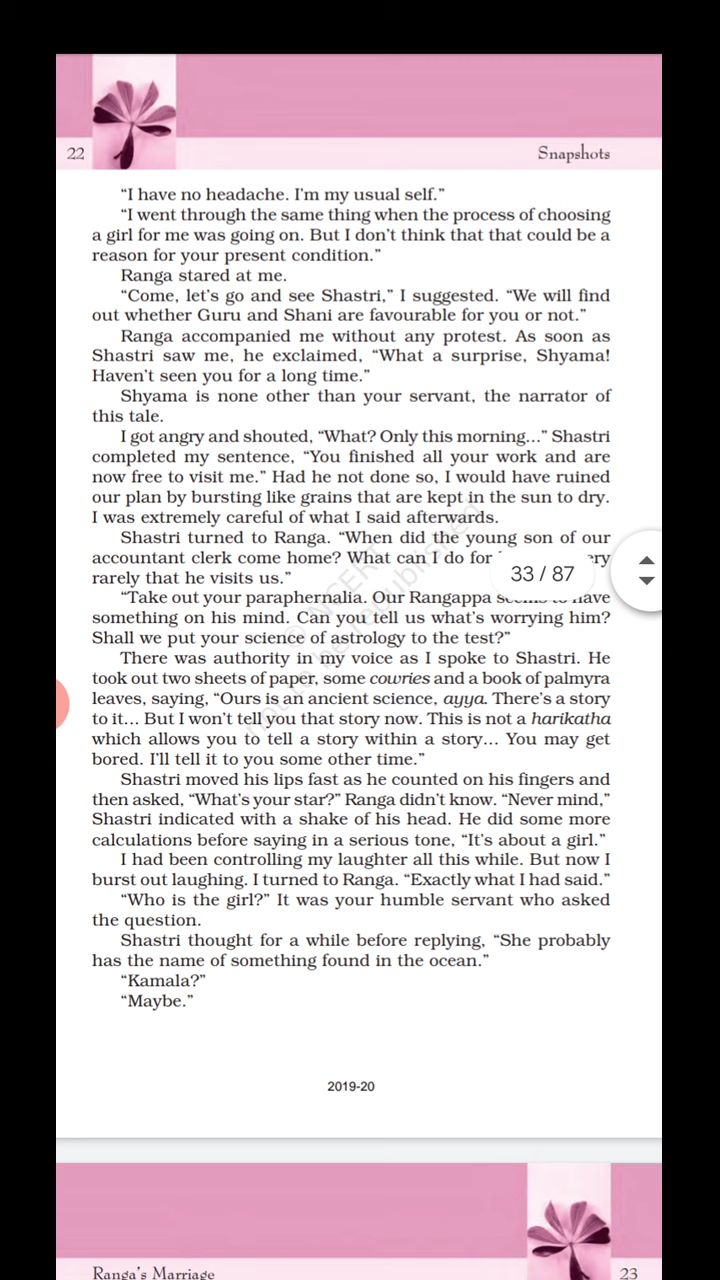 22
Snapshots
“I have no headache. I’m my usual self.”
“I went through the same thing when the process of choosing
a girl for me was going on. But I don’t think that that could be a
reason for your present condition.”
Ranga stared at me.
“Come, let’s go and see Shastri,” I suggested. “We will find
out whether Guru and Shani are favourable for you or not.”
Ranga accompanied me without any protest. As soon as
Shastri saw me, he exclaimed, “What a surprise, Shyama!
Haven’t seen you for a long time.”
Shyama is none other than your servant, the narrator of
this tale.
I got angry and shouted, “What? Only this morning...” Shastri
completed my sentence, “You finished all your work and are
now free to visit me.” Had he not done so, I would have ruined
our plan by bursting like grains that are kept in the sun to dry.
I was extremely careful of what I said afterwards.
Shastri turned to Ranga. “When did the young son of our
accountant clerk come home? What can I do for
rarely that he visits us.”
33 / 87
“Take out your paraphernalia. Our Rangappa have
something on his mind. Can you tell us what’s worrying him?
Shall we put your science of astrology to the test?”
There was authority in my voice as I spoke to Shastri. He
took out two sheets of paper, some cowries and a book of palmyra
leaves, saying, “Ours is an ancient science, ayya. There’s a story
to it... But I won’t tell you that story now. This is not a harikatha
which allows you to tell a story within a story... You may get
bored. I’ll tell it to you some other time.”
Shastri moved his lips fast as he counted on his fingers and
then asked, “What’s your star?” Ranga didn’t know. “Never mind,”
Shastri indicated with a shake of his head. He did some more
calculations before saying in a serious tone, “It’s about a girl.”
I had been controlling my laughter all this while. But now I
burst out laughing. I turned to Ranga. “Exactly what I had said.”
“Who is the girl?” It was your humble servant who asked
the question.
Shastri thought for a while before replying, “She probably
has the name of something found in the ocean.”
“Kamala?”
“Maybe.”
© NCERT
not to be republished
2019-20
Ranga’s Marriage
23